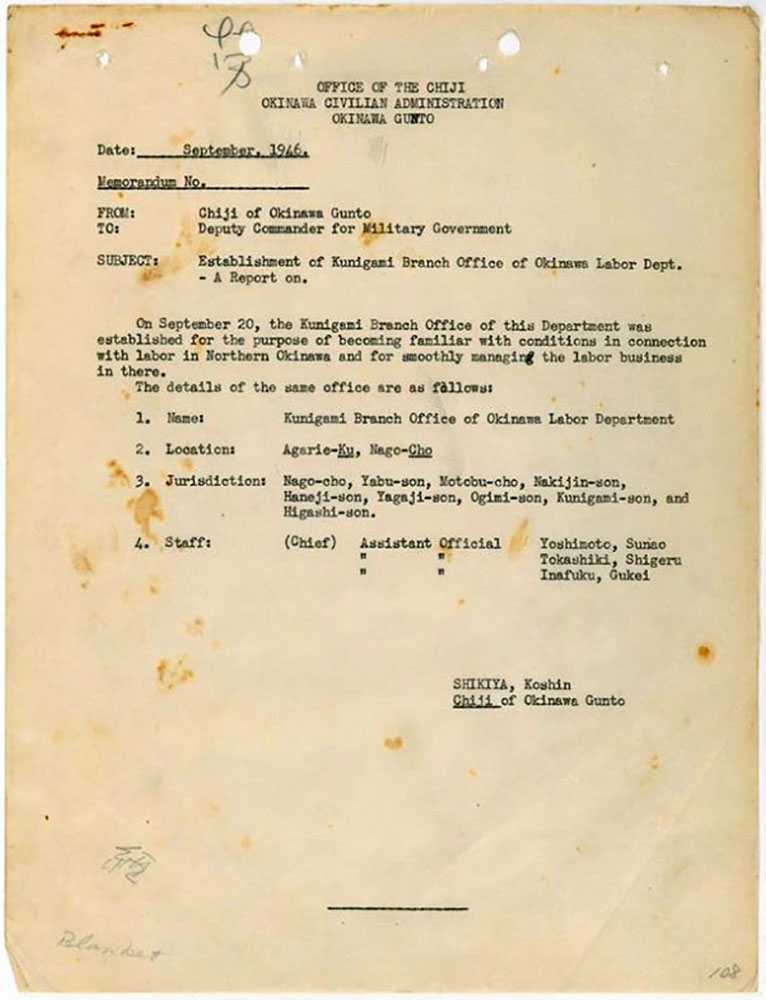 OFFICE OF THE CHIJI
OKINAWA CIVILIAN ADMINISTRATION
OKINAWA GUNTO
Date: September, 1946.
Memorandum No.
FROM: Chiji of Okinawa Gunto
TO: Deputy Commander for Military Government
SUBJECT: Establishment of Kunigami Branch Office of Okinawa Labor Dept.
- A Report on.
On September 20, the Kunigami Branch Office of this Department was
established for the purpose of becoming familiar with conditions in connection
with labor in Northern Okinawa and for smoothly managing the labor business
in there.
The details of the same office are as follows:
1. Name: Kunigami Branch Office of Okinawa Labor Department
2. Location: Agarie-Ku, Nago-Cho
3. Jurisdiction: Nago-cho, Yabu-son, Motobu-cho, Nakijin-son,
Haneji-son, Yagaji-son, Ogimi-son, Kunigami-son, and
Higashi-son.
4. Staff: (Chief) Assistant Official Yoshimoto, Sunao
" " Tokashiki, Shigeru
" " Inafuku, Gukei
SHIKIYA, Koshin
Chiji of Okinawa Gunto
108